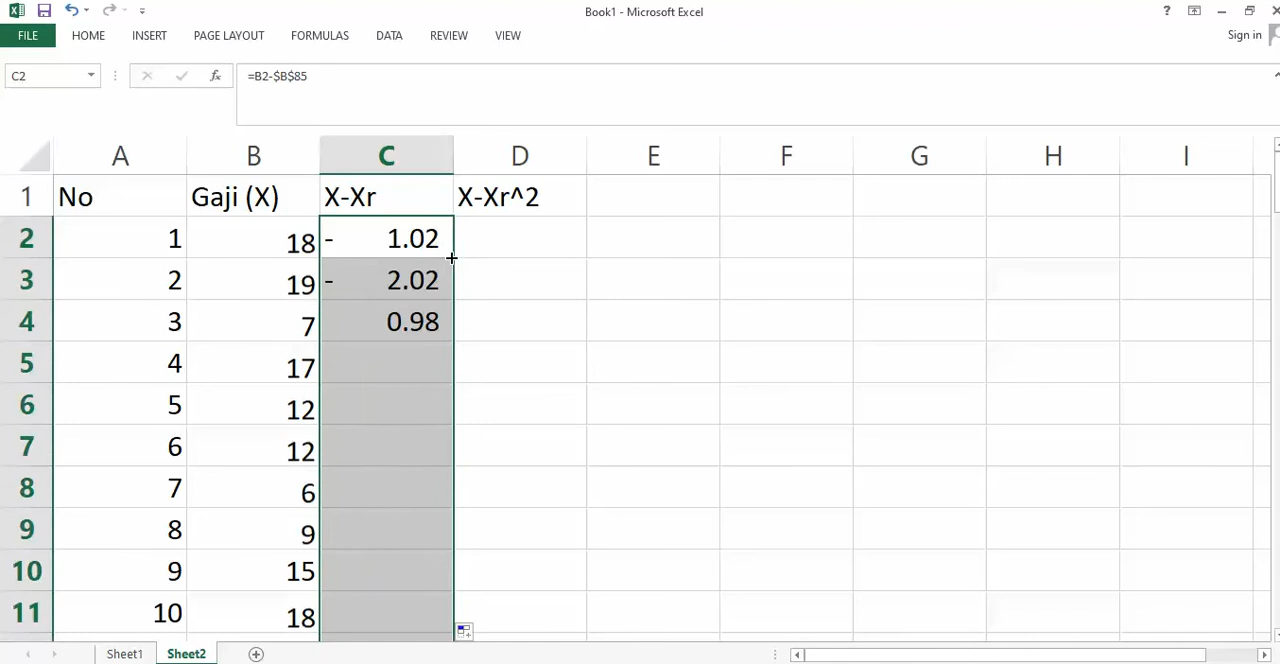 Book1 - Microsoft Excel
FILE HOME INSERT PAGE LAYOUT FORMULAS DATA REVIEW VIEW Sign in
C2 fx =B2-$B$85
A B C D E F G H I
1 No Gaji (X) X-Xr X-Xr^2
2 1 18 - 1.02
3 2 19 - 2.02
4 3 7 0.98
5 4 17
6 5 12
7 6 12
8 7 6
9 8 9
10 9 15
11 10 18
Sheet1 Sheet2